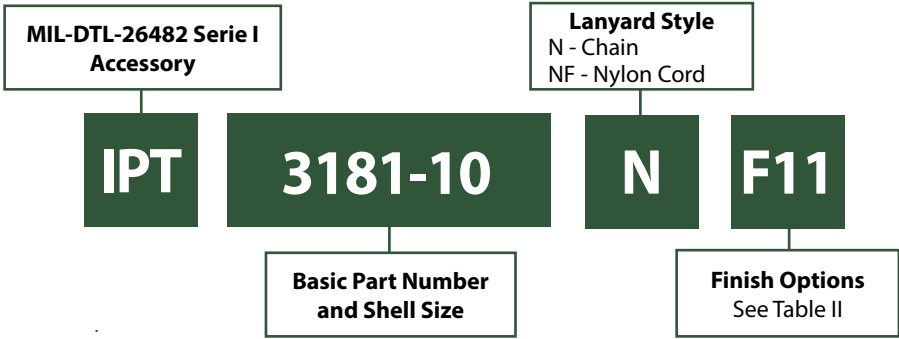 MIL-DTL-26482 Serie I
Accessory
Lanyard Style
N - Chain
NF - Nylon Cord
IPT
3181-10
N
F11
Basic Part Number
and Shell Size
Finish Options
See Table II
.